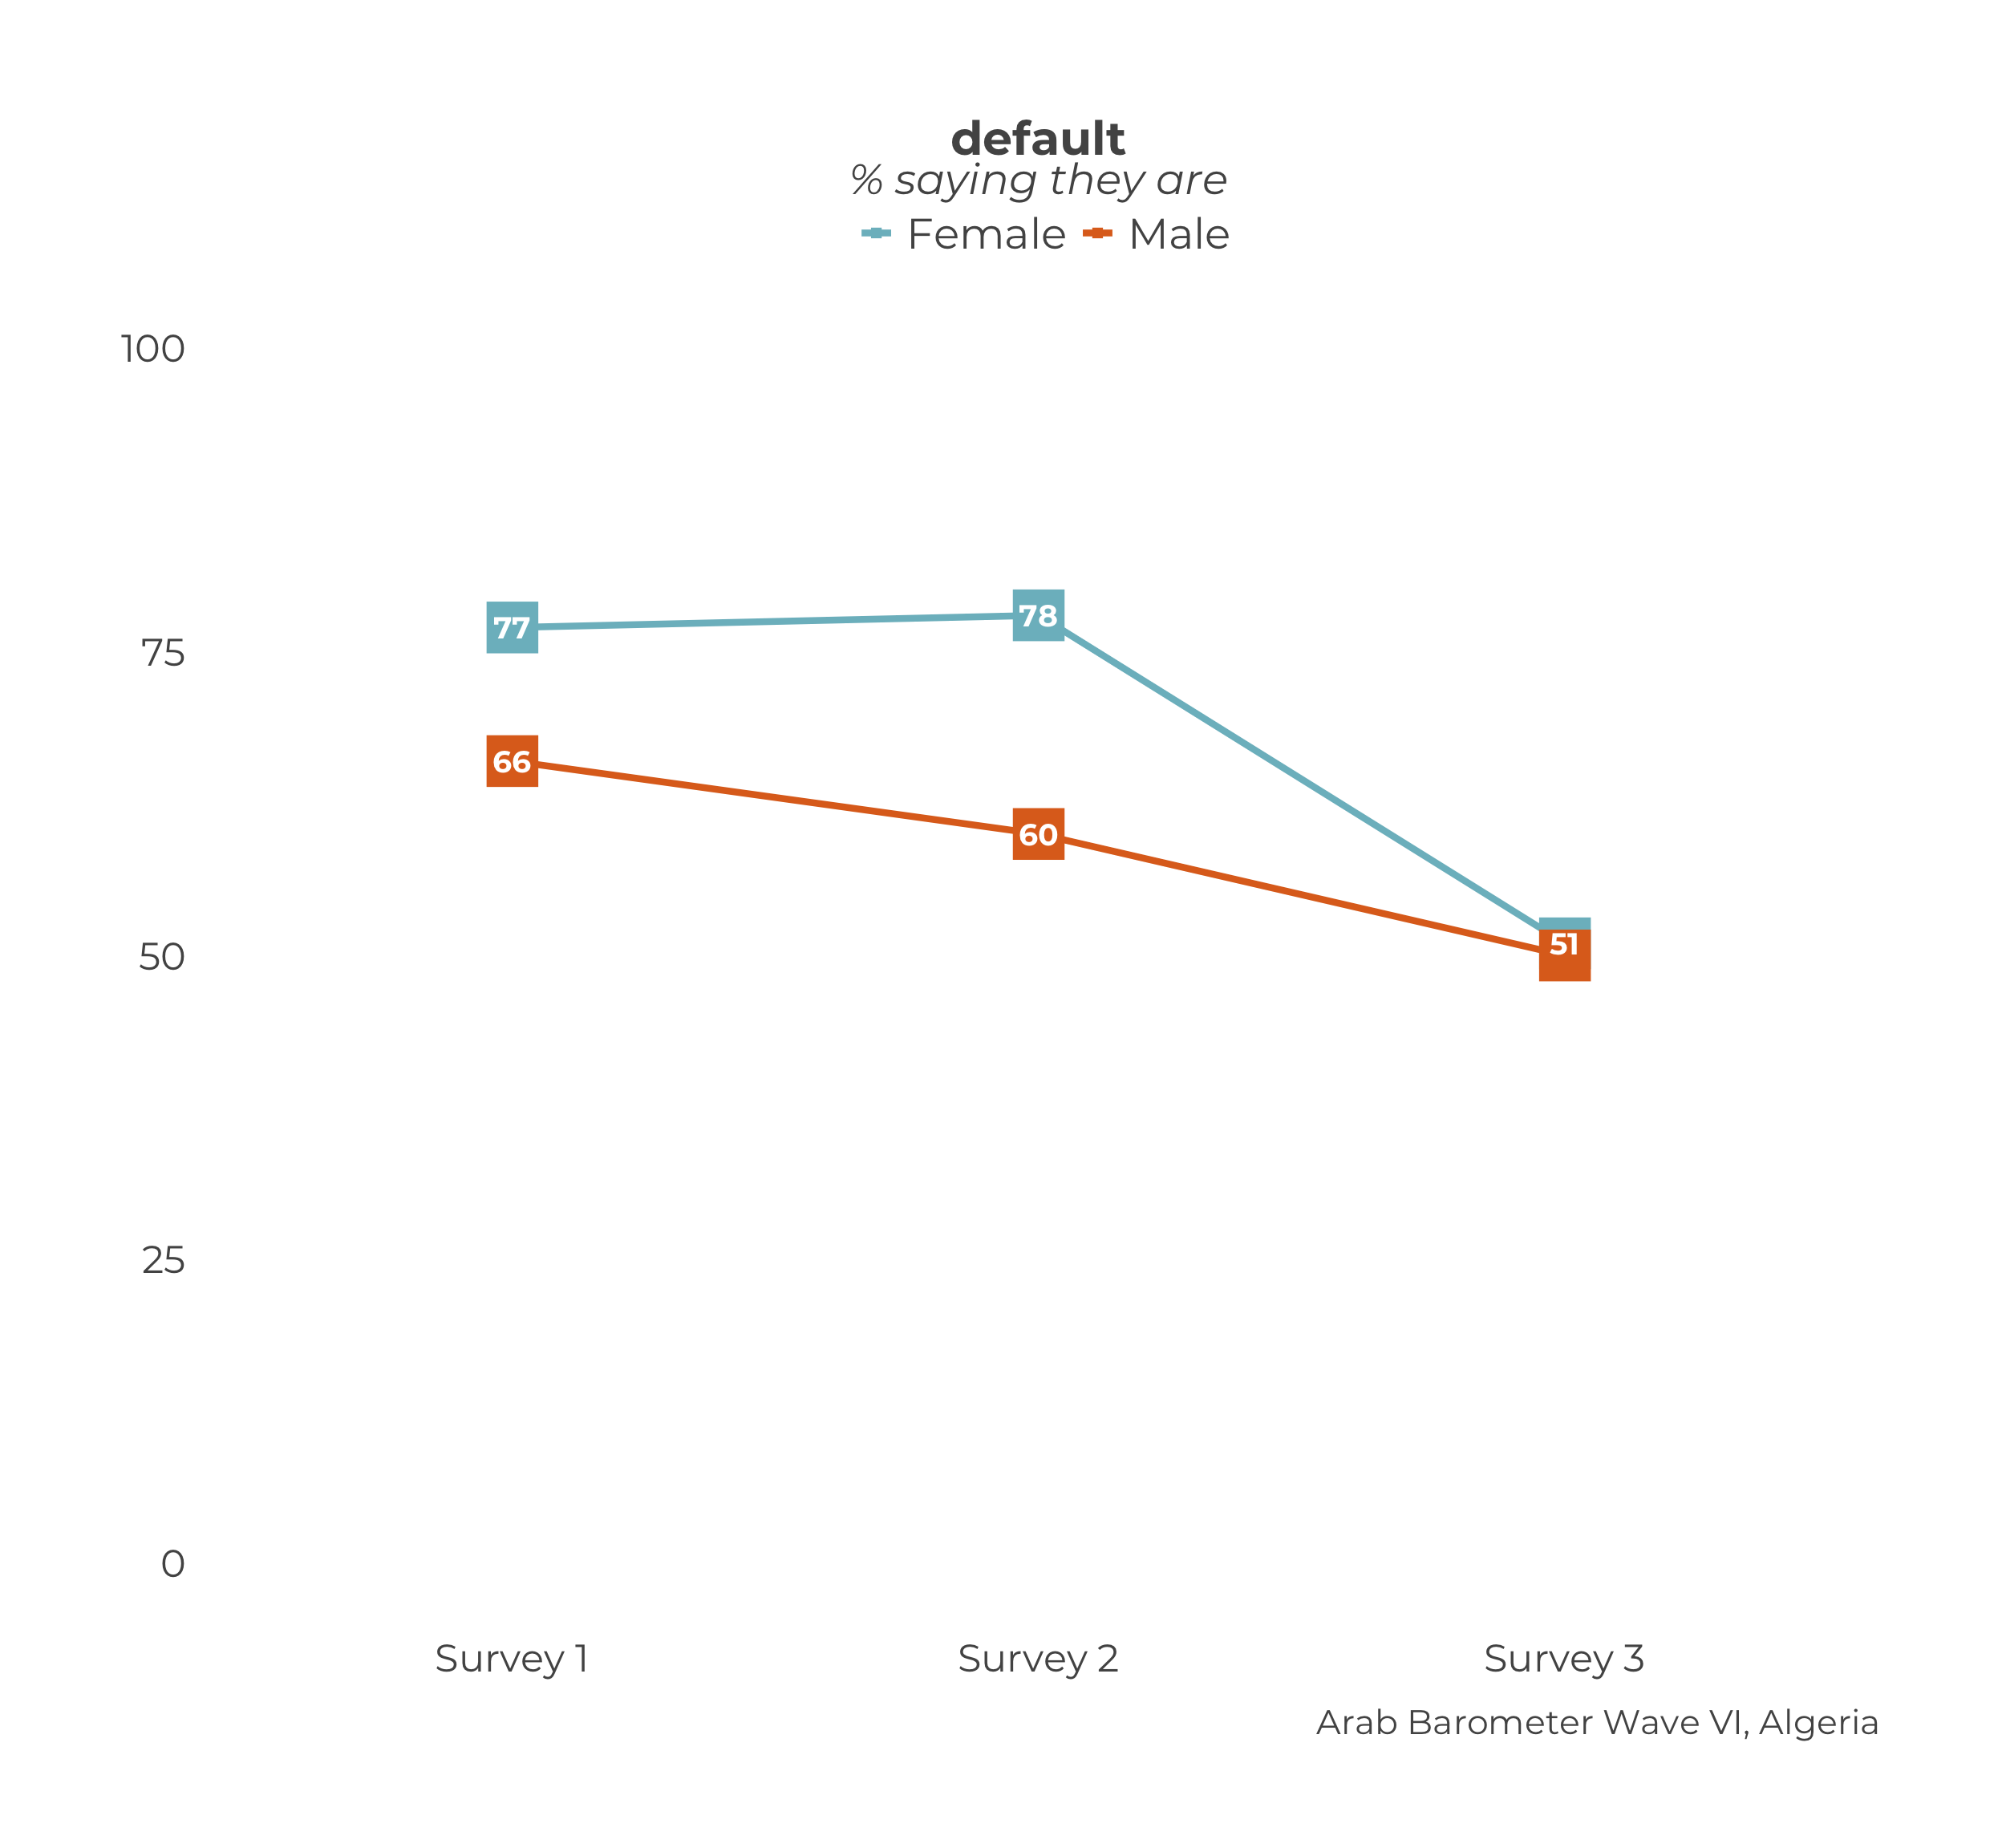 default
% saying they are
Female Male
100
75
50
25
0
77
78
66
60
51
Survey 1 Survey 2 Survey 3
Arab Barometer Wave VI, Algeria